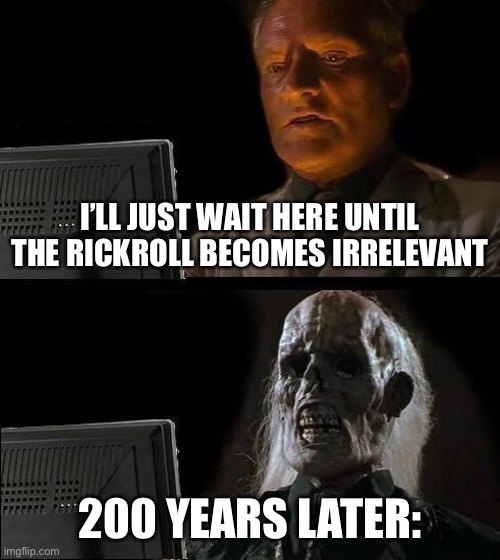 I’LL JUST WAIT HERE UNTIL
THE RICKROLL BECOMES IRRELEVANT
200 YEARS LATER:
imgflip.com